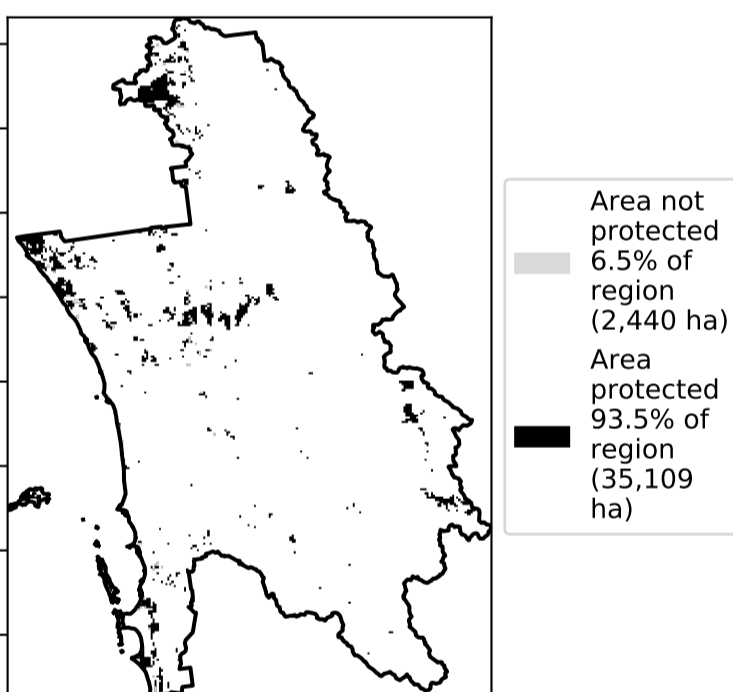 Area not
protected
6.5% of
region
(2,440 ha)
Area
protected
93.5% of
region
(35,109
ha)